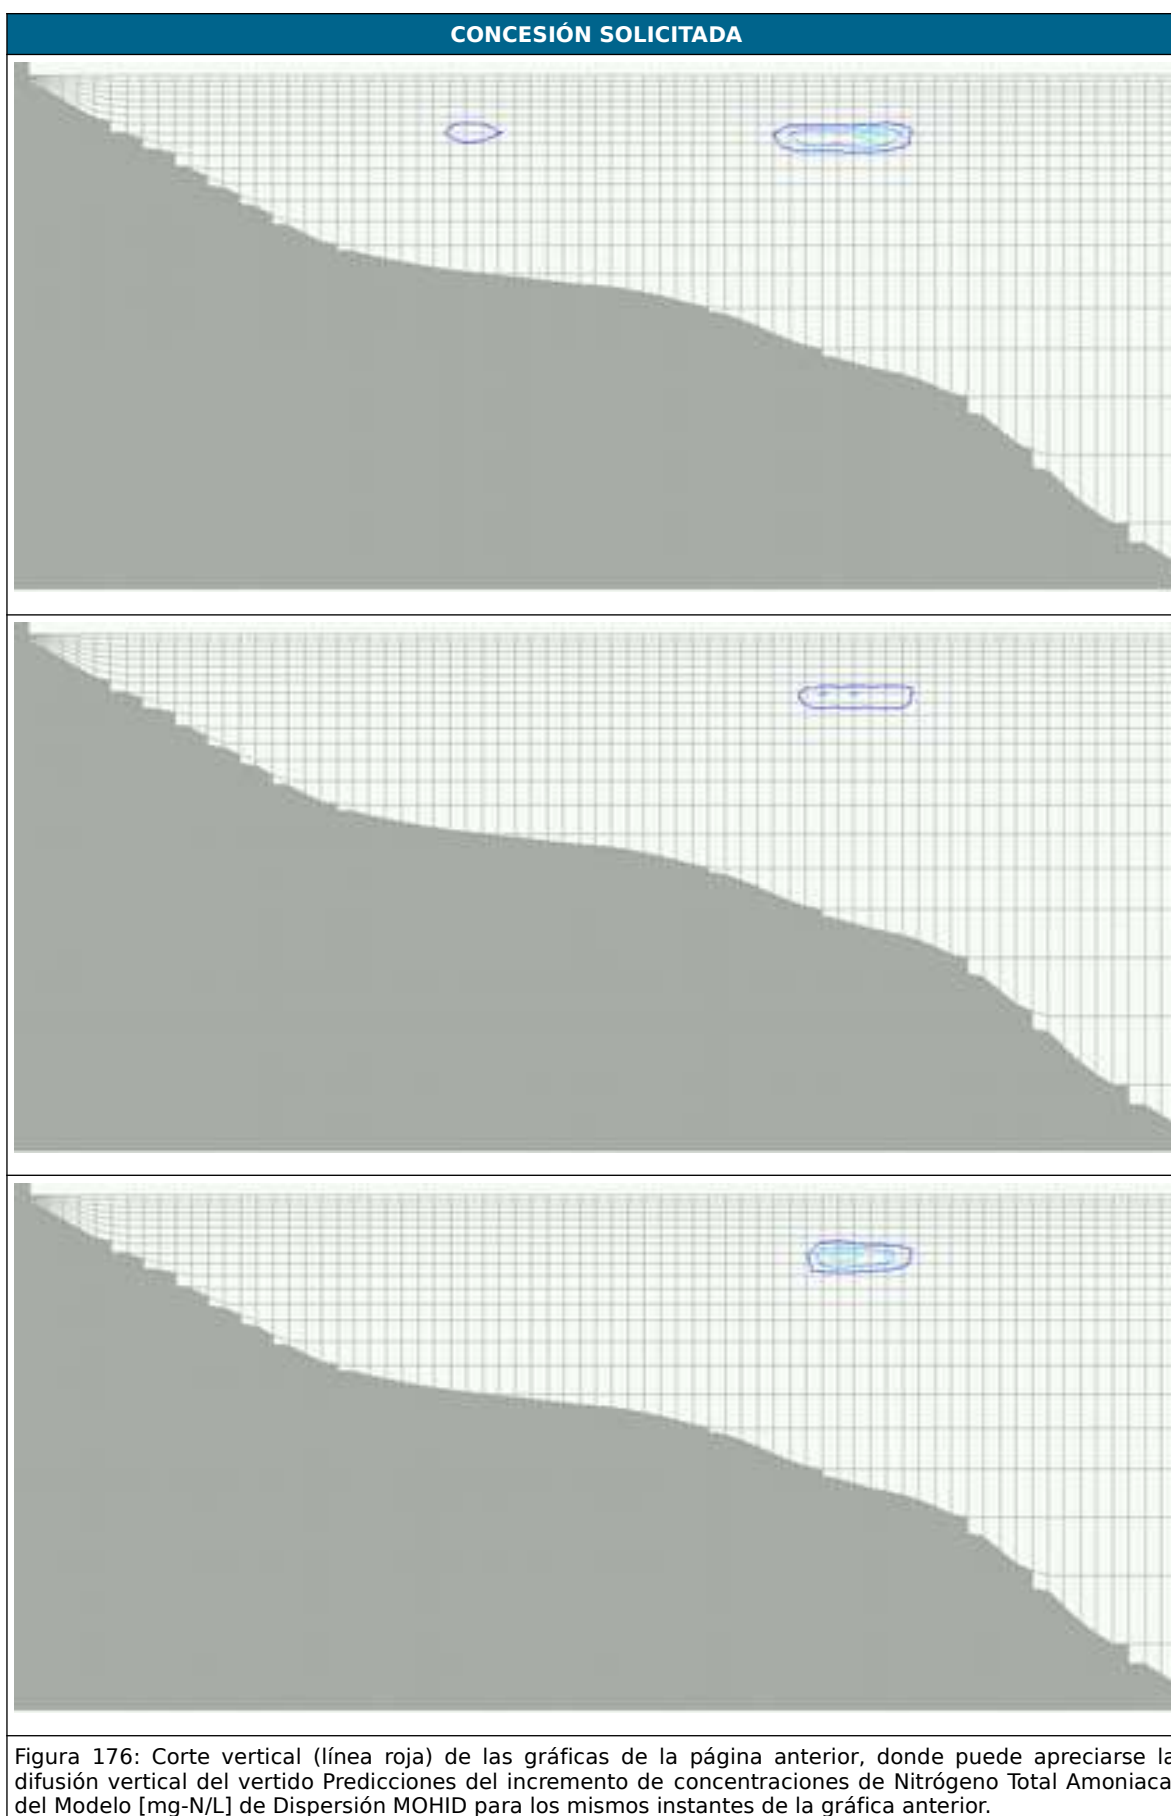 CONCESIÓN SOLICITADA
Figura 176: Corte vertical (línea roja) de las gráficas de la página anterior, donde puede apreciarse la
difusión vertical del vertido Predicciones del incremento de concentraciones de Nitrógeno Total Amoniaca
del Modelo [mg-N/L] de Dispersión MOHID para los mismos instantes de la gráfica anterior.